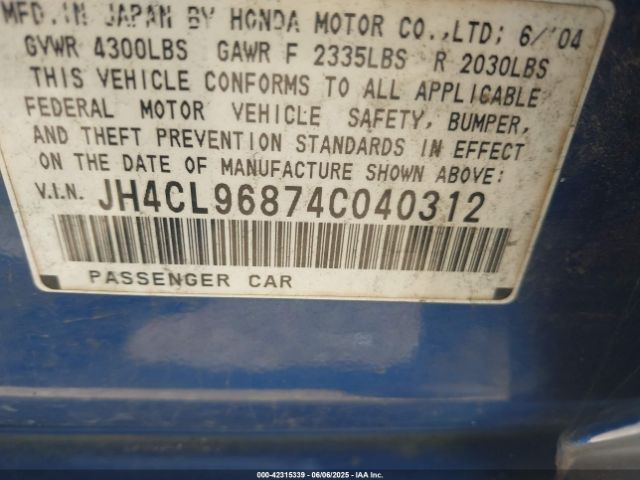 MFD.IN JAPAN BY HONDA MOTOR CO.,LTD; 6/'04
GVWR 4300LBS GAWR F 2335LBS R 2030LBS
THIS VEHICLE CONFORMS TO ALL APPLICABLE
FEDERAL MOTOR VEHICLE SAFETY, BUMPER,
AND THEFT PREVENTION STANDARDS IN EFFECT
ON THE DATE OF MANUFACTURE SHOWN ABOVE:
V.I.N. JH4CL96874C040312
PASSENGER CAR
000-42315339 | 06/06/2025 - IAA Inc.